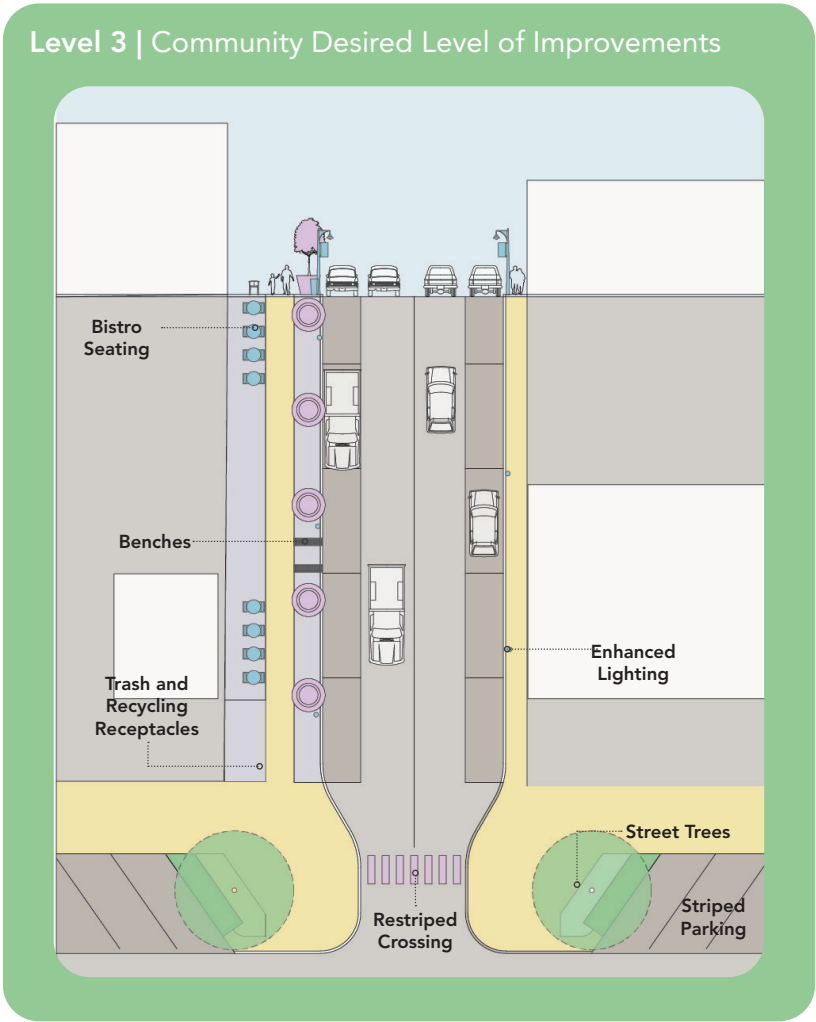 Level 3 | Community Desired Level of Improvements
Bistro
Seating
Benches
Enhanced
Lighting
Trash and
Recycling
Receptacles
Street Trees
Striped
Parking
Restriped
Crossing